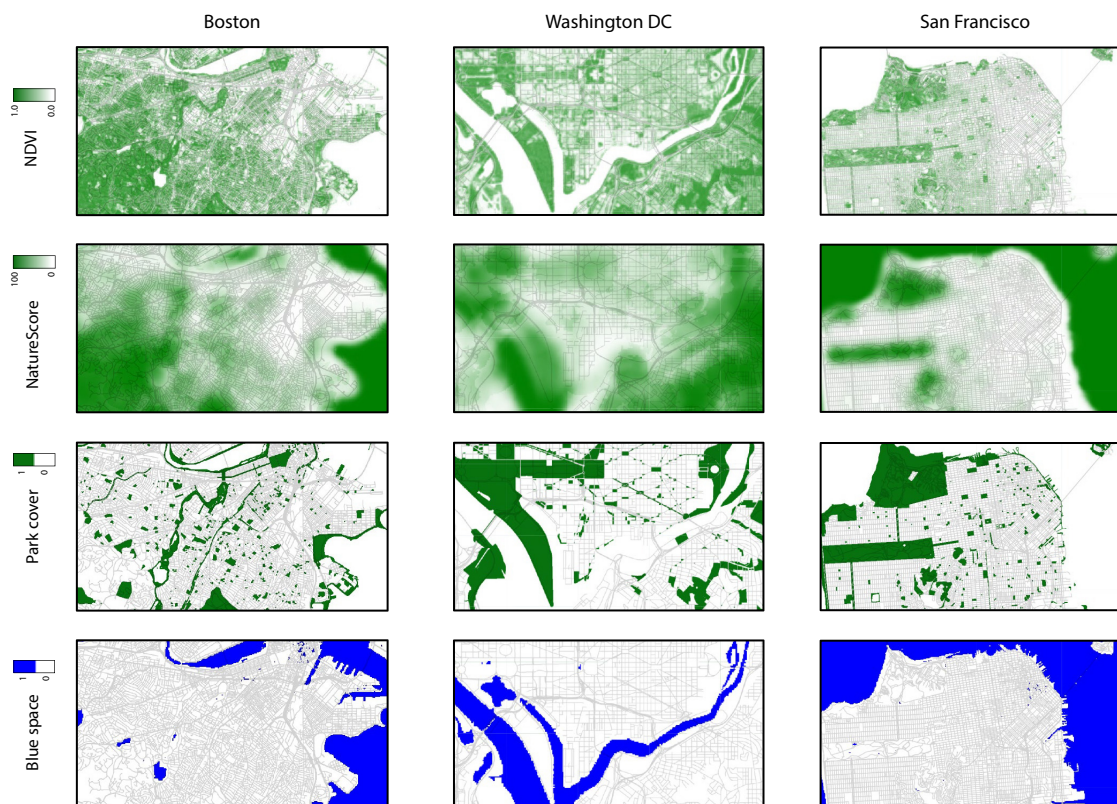 Boston
Washington DC
San Francisco
1.0
0.0
NDVI
100
0
NatureScore
1
0
Park cover
1
0
Blue space